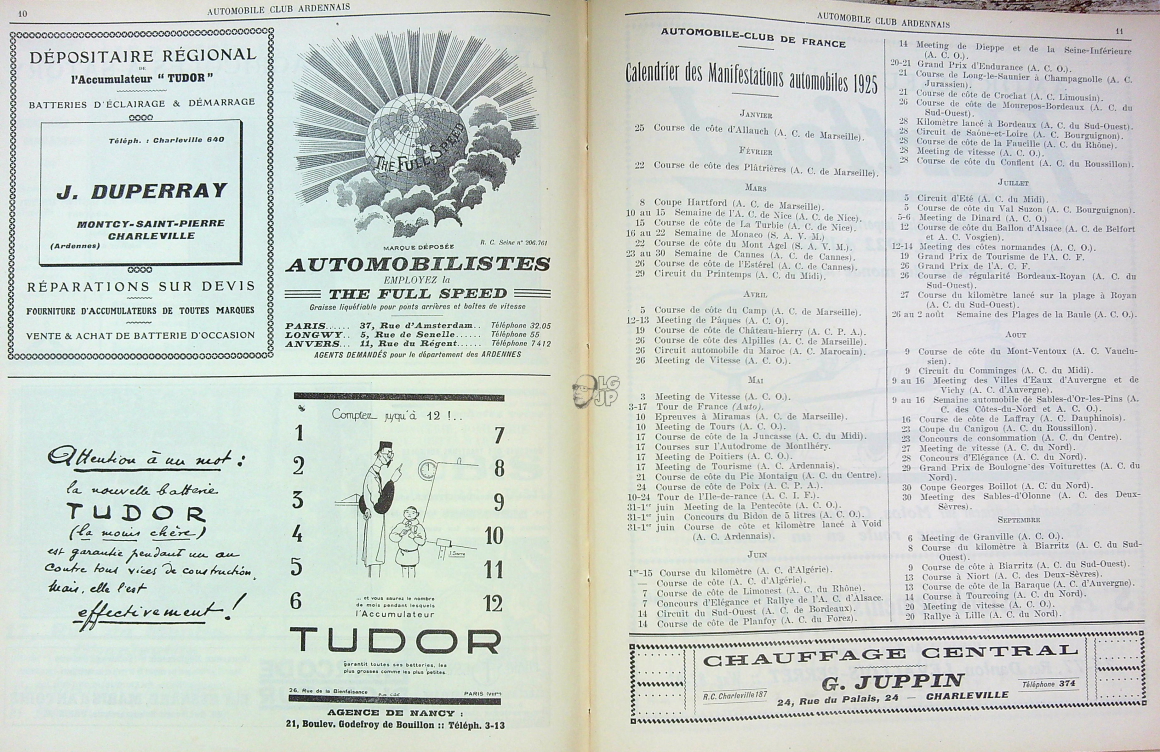 10
AUTOMOBILE CLUB ARDENNAIS
DÉPOSITAIRE RÉGIONAL
DE
l'Accumulateur "TUDOR"
BATTERIES D'ÉCLAIRAGE & DÉMARRAGE
Téléph. : Charleville 640
J. DUPERRAY
MONTCY-SAINT-PIERRE
CHARLEVILLE
(Ardennes)
RÉPARATIONS SUR DEVIS
FOURNITURE D'ACCUMULATEURS DE TOUTES MARQUES
VENTE & ACHAT DE BATTERIE D'OCCASION
THE FULL SPEED
MARQUE DÉPOSÉE
R. C. Seine n° 206.761
AUTOMOBILISTES
EMPLOYEZ la
THE FULL SPEED
Graisse liquéfiable pour ponts arrières et boîtes de vitesse
PARIS...... 37, Rue d'Amsterdam.. Téléphone 32.05
LONGWY.. 5, Rue de Senelle...... Téléphone 55
ANVERS... 11, Rue du Régent...... Téléphone 7412
AGENTS DEMANDÉS pour le département des ARDENNES
Attention à un mot :
la nouvelle batterie
TUDOR
(la moins chère)
est garantie pendant un an
contre tous vices de construction,
mais, elle l'est
effectivement !
Comptez jusqu'à 12 !..
1
2
3
4
5
6
7
8
9
10
11
12
... et vous saurez le nombre
de mois pendant lesquels
l'Accumulateur
TUDOR
garantit toutes ses batteries, les
plus grosses comme les plus petites.
26, Rue de la Bienfaisance
PARIS (VIIIe)
AGENCE DE NANCY :
21, Boulev. Godefroy de Bouillon :: Téléph. 3-13
LG
JP
AUTOMOBILE CLUB ARDENNAIS
11
AUTOMOBILE-CLUB DE FRANCE
Calendrier des Manifestations automobiles 1925
JANVIER
25 Course de côte d'Allauch (A. C. de Marseille).
FÉVRIER
22 Course de côte des Plâtrières (A. C. de Marseille).
MARS
8 Coupe Hartford (A. C. de Marseille).
10 au 15 Semaine de l'A. C. de Nice (A. C. de Nice).
15 Course de La Turbie (A. C. de Nice).
16 au 22 Semaine de Monaco (S. A. V. M.)
22 Course de côte du Mont Agel (S. A. V. M.).
23 au 30 Semaine de Cannes (A. C. de Cannes).
26 Course de côte de l'Estérel (A. C. de Cannes).
29 Circuit du Printemps (A. C. du Midi).
AVRIL
5 Course de côte du Camp (A. C. de Marseille).
12-13 Meeting de Pâques (A. C. O).
19 Course de côte de Château-hierry (A. C. P. A.).
26 Course de côte des Alpilles (A. C. de Marseille).
26 Circuit automobile du Maroc (A. C. Marocain).
26 Meeting de Vitesse (A. C. O.).
MAI
3 Meeting de Vitesse (A. C. O.).
3-17 Tour de France (Auto).
10 Epreuves à Miramas (A. C. de Marseille).
10 Meeting de Tours (A. C. O.).
17 Course de côte de la Juncasse (A. C. du Midi).
17 Courses sur l'Autodrome de Montlhéry.
17 Meeting de Poitiers (A. C. O.).
17 Meeting de Tourisme (A. C. Ardennais).
21 Course de côte du Pic Montaigu (A. C. du Centre).
24 Course de côte de Poix (A. C. P. A.).
10-24 Tour de l'Ile-de-rance (A. C. I. F.).
31-1er juin Meeting de la Pentecôte (A. C. O.).
31-1er juin Concours du Bidon de 5 litres (A. C. O.).
31-1er juin Course de côte et kilomètre lancé à Void
(A. C. Ardennais).
JUIN
1er-15 Course du kilomètre (A. C. d'Algérie).
— Course de côte (A. C. d'Algérie).
7 Course de côte de Limonest (A. C. du Rhône).
7 Concours d'Elégance et Rallye de l'A. C. d'Alsace.
14 Circuit du Sud-Ouest (A. C. de Bordeaux).
14 Course de côte de Planfoy (A. C. du Forez).
14 Meeting de Dieppe et de la Seine-Inférieure
(A. C. O.).
20-21 Grand Prix d'Endurance (A. C. O.).
21 Course de Long-le-Saunier à Champagnolle (A. C.
Jurassien).
21 Course de côte de Crochat (A. C. Limousin).
26 Course de côte de Mourepos-Bordeaux (A. C. du
Sud-Ouest).
28 Kilomètre lancé à Bordeaux (A. C. du Sud-Ouest).
28 Circuit de Saône-et-Loire (A. C. Bourguignon).
28 Course de côte de la Faucille (A. C. du Rhône).
28 Meeting de vitesse (A. C. O.).
28 Course de côte du Conflent (A. C. du Roussillon).
JUILLET
5 Circuit d'Eté (A. C. du Midi).
5 Course de côte du Val Suzon (A. C. Bourguignon).
5-6 Meeting de Dinard (A. C. O.)
12 Course de côte du Ballon d'Alsace (A. C. de Belfort
et A. C. Vosgien).
12-14 Meeting des côtes normandes (A. C. O.).
19 Grand Prix de Tourisme de l'A. C. F.
26 Grand Prix de l'A. C. F.
26 Course de régularité Bordeaux-Royan (A. C. du
Sud-Ouest).
27 Course du kilomètre lancé sur la plage à Royan
(A. C. du Sud-Ouest).
26 au 2 août Semaine des Plages de la Baule (A. C. O.).
AOUT
9 Course de côte du Mont-Ventoux (A. C. Vauclu-
sien).
9 Circuit du Comminges (A. C. du Midi).
9 au 16 Meeting des Villes d'Eaux d'Auvergne et de
Vichy (A. C. d'Auvergne).
9 au 16 Semaine automobile de Sables-d'Or-les-Pins (A.
C. des Côtes-du-Nord et A. C. O.).
16 Course de côte de Laffray (A. C. Dauphinois).
23 Coupe du Canigou (A. C. du Roussillon).
23 Concours de consommation (A. C. du Centre).
27 Meeting de vitesse (A. C. du Nord).
28 Concours d'Elégance (A. C. du Nord).
29 Grand Prix de Boulogne des Voiturettes (A. C. du
Nord).
30 Coupe Georges Boillot (A. C. du Nord).
30 Meeting des Sables-d'Olonne (A. C. des Deux-
Sèvres).
SEPTEMBRE
6 Meeting de Granville (A. C. O.).
8 Course du kilomètre à Biarritz (A. C. du Sud-
Ouest).
9 Course de côte à Biarritz (A. C. du Sud-Ouest).
13 Course à Niort (A. C. des Deux-Sèvres).
13 Course de côte de la Baraque (A. C. d'Auvergne).
14 Course à Tourcoing (A. C. du Nord).
20 Meeting de vitesse (A. C. O.).
20 Rallye à Lille (A. C. du Nord).
CHAUFFAGE CENTRAL
G. JUPPIN
R.C. Charleville 187
Téléphone 374
24, Rue du Palais, 24 — CHARLEVILLE